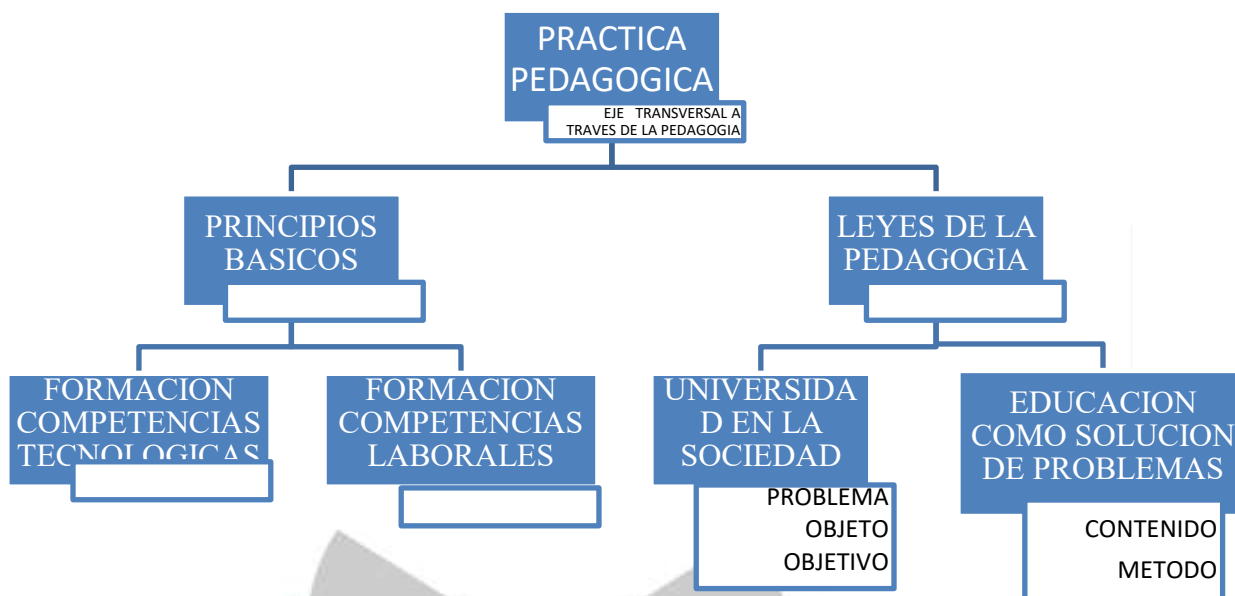 PRACTICA
PEDAGOGICA
EJE TRANSVERSAL A
TRAVES DE LA PEDAGOGIA
PRINCIPIOS
BASICOS
LEYES DE LA
PEDAGOGIA
FORMACION
COMPETENCIAS
TECNOLOGICAS
FORMACION
COMPETENCIAS
LABORALES
UNIVERSIDA
D EN LA
SOCIEDAD
PROBLEMA
OBJETO
OBJETIVO
EDUCACION
COMO SOLUCION
DE PROBLEMAS
CONTENIDO
METODO